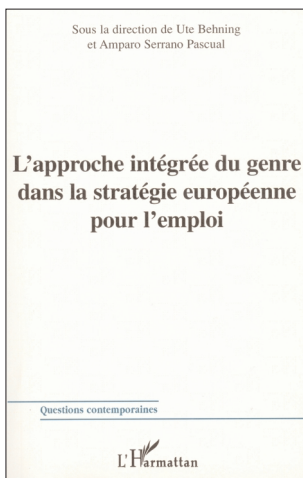 Sous la direction de Ute Behning
et Amparo Serrano Pascual
L'approche intégrée du genre
dans la stratégie européenne
pour l'emploi
Questions contemporaines
L'Harmattan